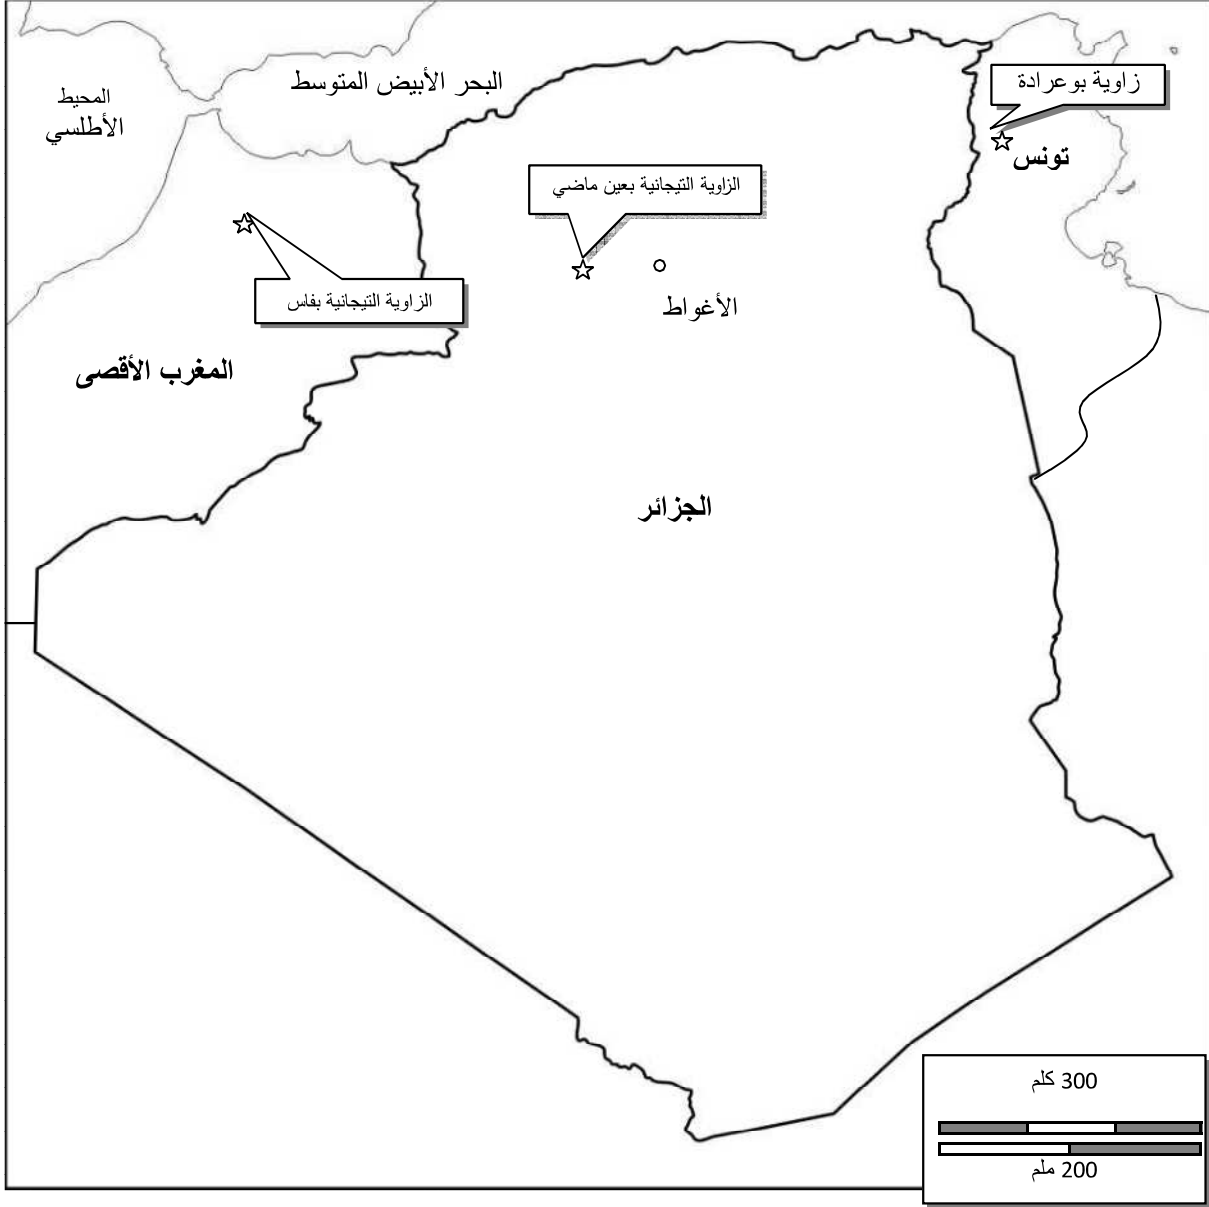 البحر الأبيض المتوسط
المحيط
الأطلسي
زاوية بوعرادة
تونس
الزاوية التيجانية بعين ماضي
الأغواط
الزاوية التيجانية بفاس
المغرب الأقصى
الجزائر
300 كلم
200 ملم